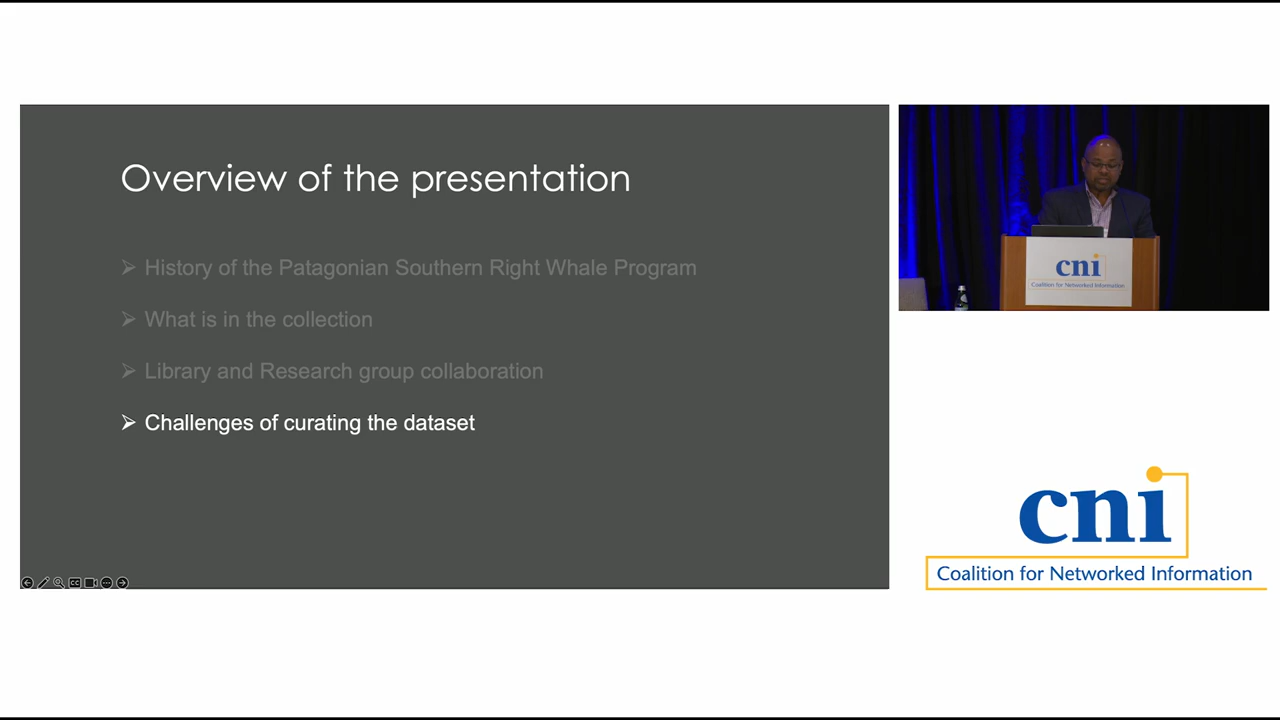 Overview of the presentation
History of the Patagonian Southern Right Whale Program
What is in the collection
Library and Research group collaboration
Challenges of curating the dataset
cni
Coalition for Networked Information
cni
Coalition for Networked Information